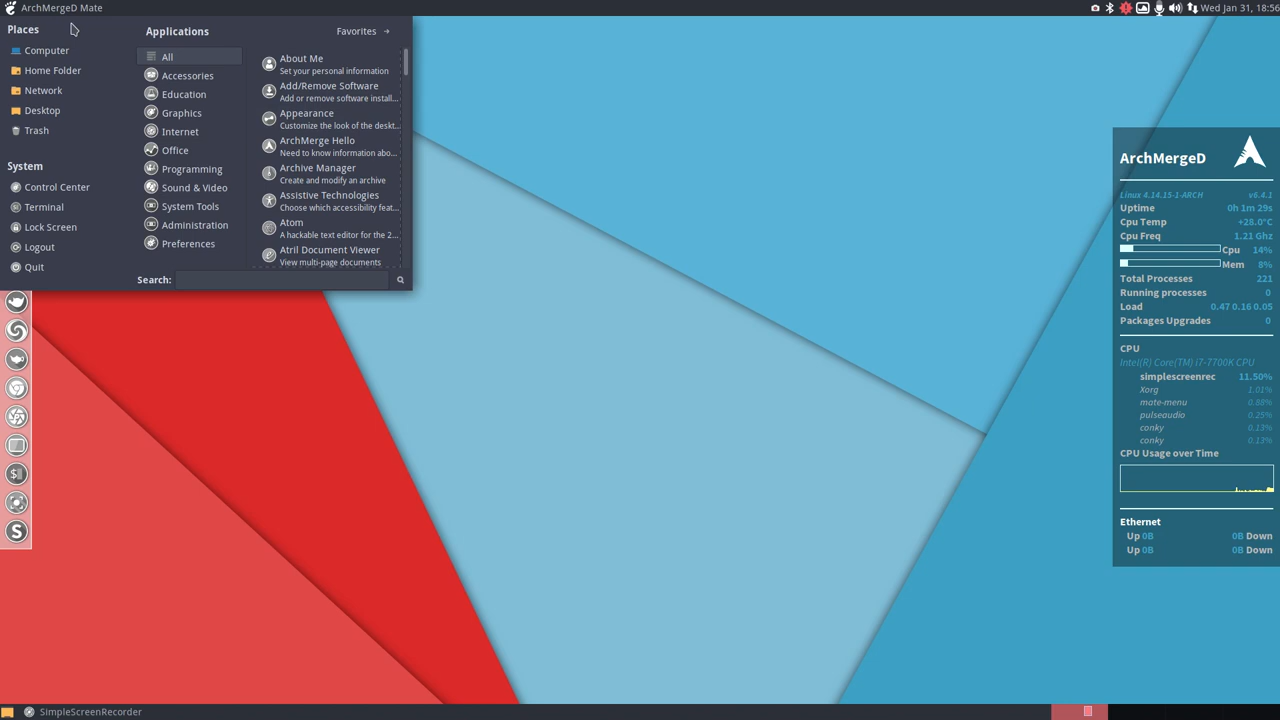 ArchMergeD Mate
Wed Jan 31, 18:56
Places
Computer
Home Folder
Network
Desktop
Trash
System
Control Center
Terminal
Lock Screen
Logout
Quit
Applications
Favorites
All
Accessories
Education
Graphics
Internet
Office
Programming
Sound & Video
System Tools
Administration
Preferences
About Me
Set your personal information
Add/Remove Software
Add or remove software install...
Appearance
Customize the look of the deskt...
ArchMerge Hello
Need to know information abo...
Archive Manager
Create and modify an archive
Assistive Technologies
Choose which accessibility feat...
Atom
A hackable text editor for the 2...
Atril Document Viewer
View multi-page documents
Search:
ArchMergeD
Linux 4.14.15-1-ARCH v6.4.1
Uptime 0h 1m 29s
Cpu Temp +28.0°C
Cpu Freq 1.21 Ghz
Cpu 14%
Mem 8%
Total Processes 221
Running processes 0
Load 0.47 0.16 0.05
Packages Upgrades 0
CPU
Intel(R) Core(TM) i7-7700K CPU
simplescreenrec 11.50%
Xorg 1.01%
mate-menu 0.88%
pulseaudio 0.25%
conky 0.13%
conky 0.13%
CPU Usage over Time
Ethernet
Up 0B 0B Down
Up 0B 0B Down
SimpleScreenRecorder